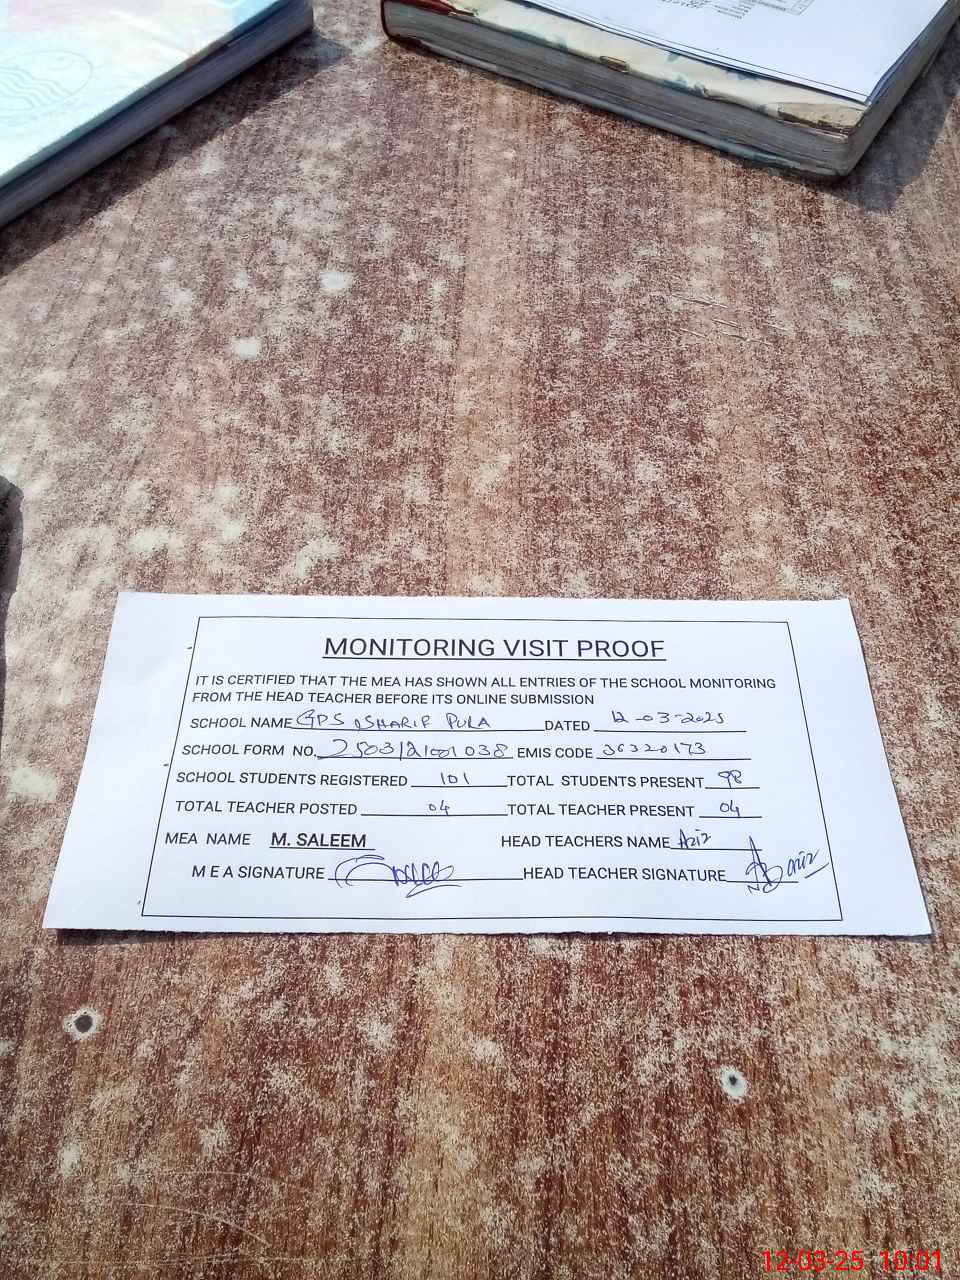 MONITORING VISIT PROOF
IT IS CERTIFIED THAT THE MEA HAS SHOWN ALL ENTRIES OF THE SCHOOL MONITORING
FROM THE HEAD TEACHER BEFORE ITS ONLINE SUBMISSION
SCHOOL NAME GPS SHARIF PURA DATED 12-03-2025
SCHOOL FORM NO. 2503121001038 EMIS CODE 36320173
SCHOOL STUDENTS REGISTERED 101 TOTAL STUDENTS PRESENT 98
TOTAL TEACHER POSTED 04 TOTAL TEACHER PRESENT 04
MEA NAME M. SALEEM HEAD TEACHERS NAME Aziz
M E A SIGNATURE HEAD TEACHER SIGNATURE
12-03-25 10:01